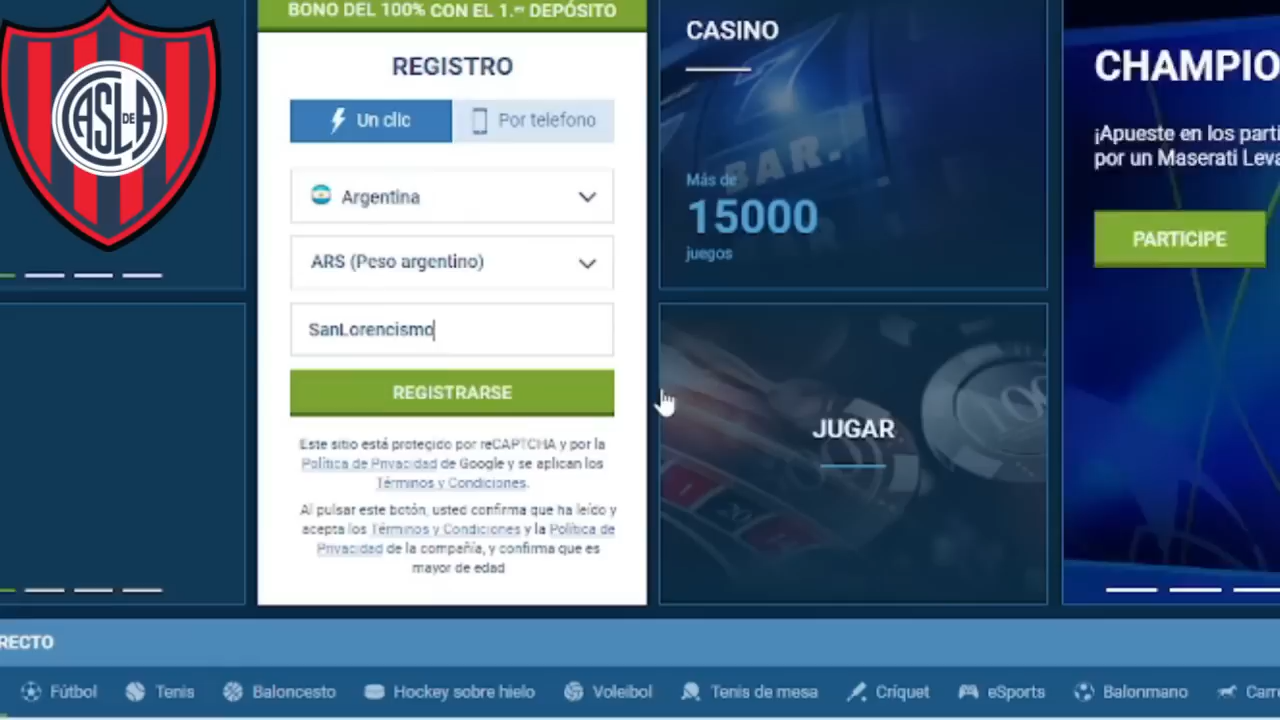 BONO DEL 100% CON EL 1.er DEPÓSITO
REGISTRO
Un clic
Por telefono
Argentina
ARS (Peso argentino)
SanLorencismo
REGISTRARSE
Este sitio está protegido por reCAPTCHA y por la
Política de Privacidad de Google y se aplican los
Términos y Condiciones.
Al pulsar este botón, usted confirma que ha leído y
acepta los Términos y Condiciones y la Política de
Privacidad de la compañía, y confirma que es
mayor de edad
CASLA DE
CASINO
BAR.
Más de
15000
juegos
JUGAR
100
CHAMPIO
¡Apueste en los parti
por un Maserati Leva
PARTICIPE
RECTO
Fútbol
Tenis
Baloncesto
Hockey sobre hielo
Voleibol
Tenis de mesa
Críquet
eSports
Balonmano
Carr